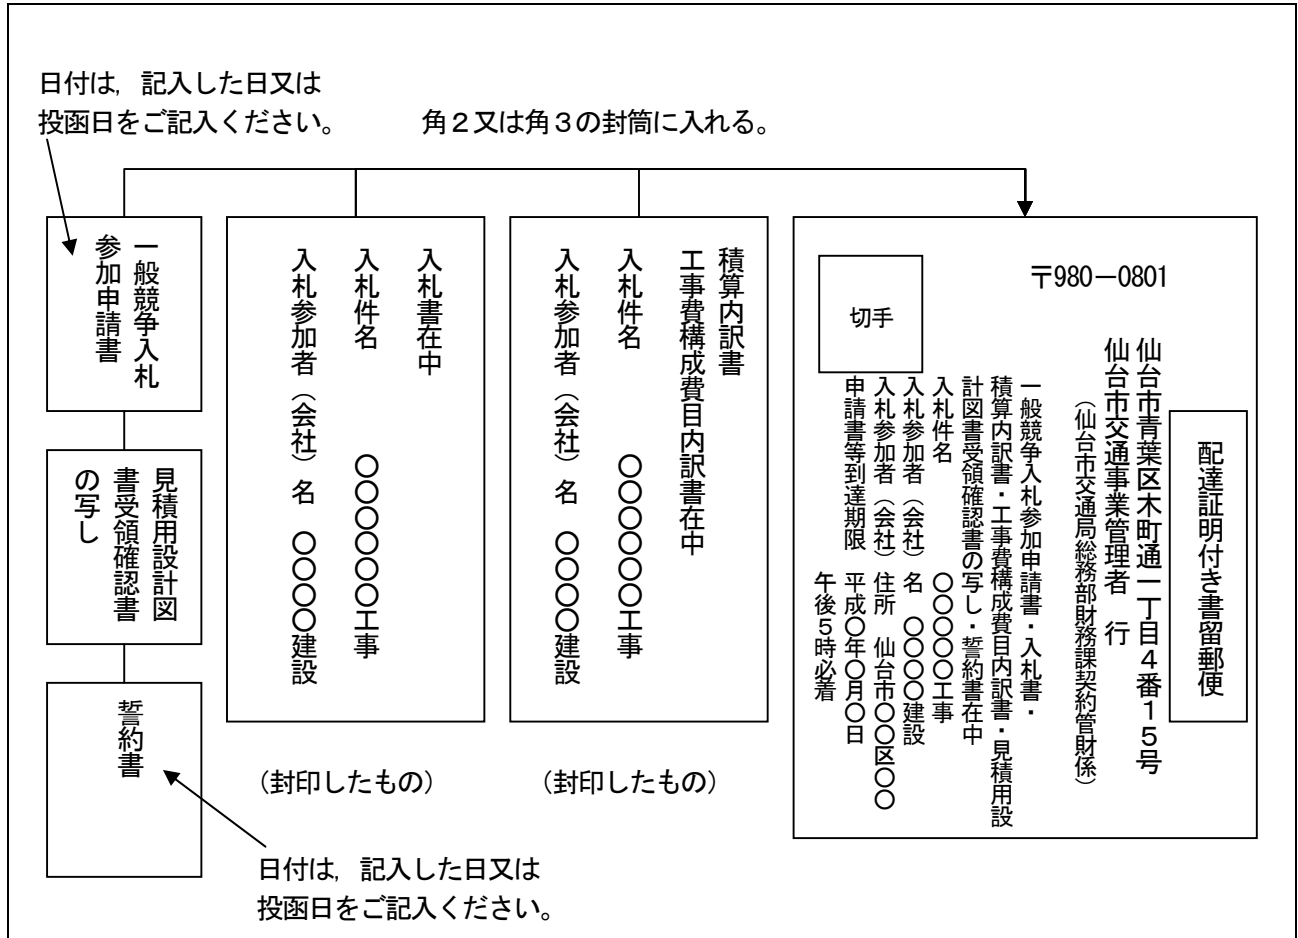 日付は，記入した日又は
投函日をご記入ください。
角２又は角３の封筒に入れる。
一般競争入札
参加申請書
見積用設計図
書受領確認書
の写し
誓約書
入札書在中
入札件名　〇〇〇〇〇〇工事
入札参加者（会社）名　〇〇〇〇建設
（封印したもの）
積算内訳書
工事費構成費目内訳書在中
入札件名　〇〇〇〇〇〇工事
入札参加者（会社）名　〇〇〇〇建設
（封印したもの）
切手
〒980－0801
配達証明付き書留郵便
仙台市青葉区木町通一丁目４番１５号
仙台市交通事業管理者　行
（仙台市交通局総務部財務課契約管財係）
一般競争入札参加申請書・入札書・
積算内訳書・工事費構成費目内訳書・見積用設
計図書受領確認書の写し・誓約書在中
入札件名　〇〇〇〇〇工事
入札参加者（会社）名　〇〇〇〇建設
入札参加者（会社）住所　仙台市〇〇区〇〇
申請書等到達期限　平成〇年〇月〇日
午後５時必着
日付は，記入した日又は
投函日をご記入ください。